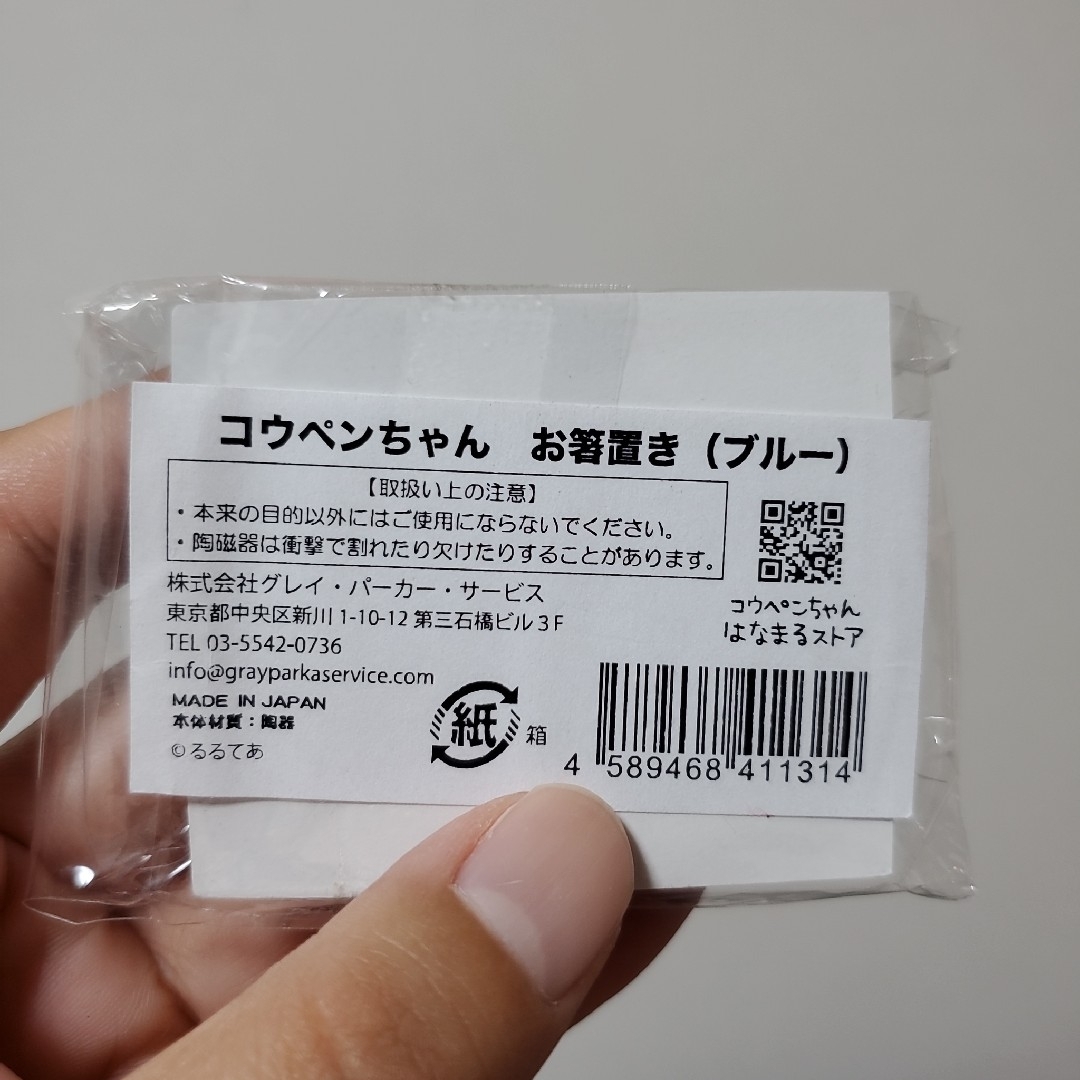 コウペンちゃん お箸置き（ブルー）
【取扱い上の注意】
・本来の目的以外にはご使用にならないでください。
・陶磁器は衝撃で割れたり欠けたりすることがあります。
株式会社グレイ・パーカー・サービス
東京都中央区新川 1-10-12 第三石橋ビル 3 F
TEL 03-5542-0736
info@grayparkaservice.com
MADE IN JAPAN
本体材質：陶器
©るるてあ
紙 箱
コウペンちゃん
はなまるストア
4 589468 411314